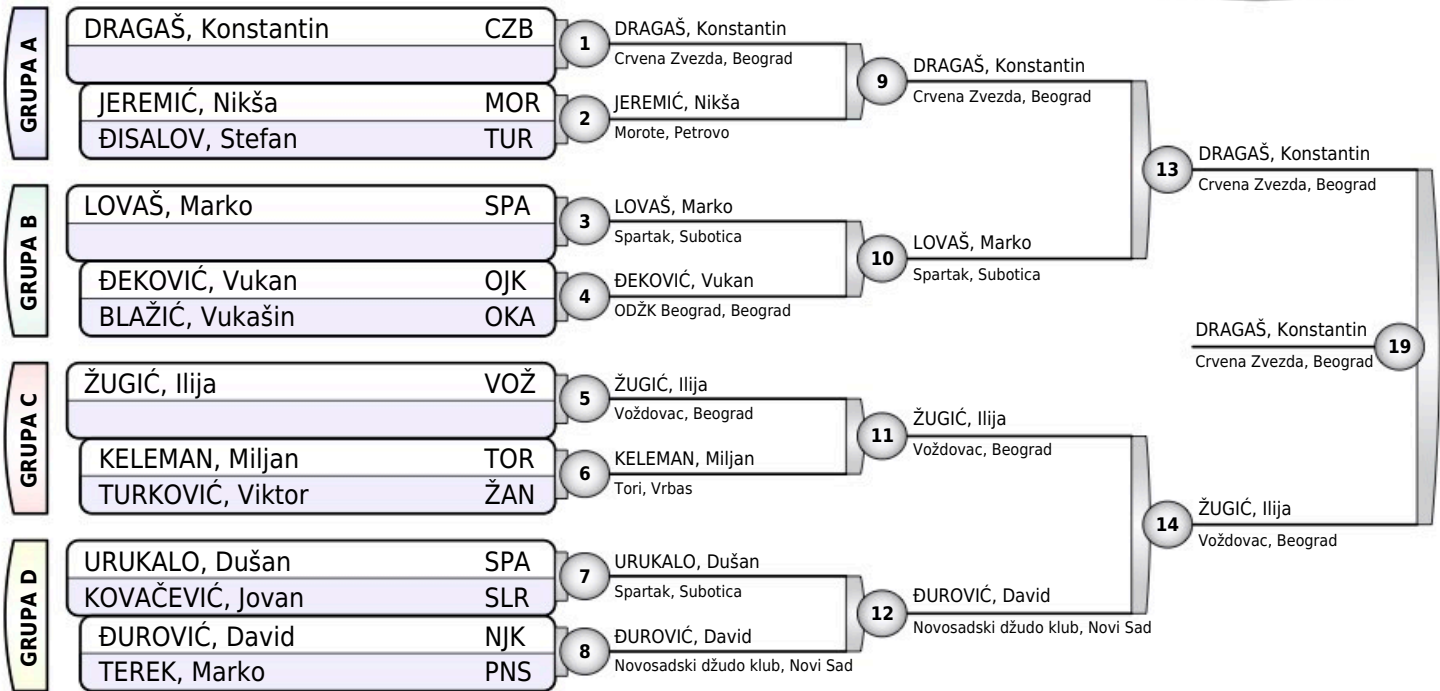 GRUPA A
DRAGAŠ, Konstantin CZB
JEREMIĆ, Nikša MOR
ĐISALOV, Stefan TUR
GRUPA B
LOVAŠ, Marko SPA
ĐEKOVIĆ, Vukan OJK
BLAŽIĆ, Vukašin OKA
GRUPA C
ŽUGIĆ, Ilija VOŽ
KELEMAN, Miljan TOR
TURKOVIĆ, Viktor ŽAN
GRUPA D
URUKALO, Dušan SPA
KOVAČEVIĆ, Jovan SLR
ĐUROVIĆ, David NJK
TEREK, Marko PNS
1
DRAGAŠ, Konstantin
Crvena Zvezda, Beograd
2
JEREMIĆ, Nikša
Morote, Petrovo
3
LOVAŠ, Marko
Spartak, Subotica
4
ĐEKOVIĆ, Vukan
ODŽK Beograd, Beograd
5
ŽUGIĆ, Ilija
Voždovac, Beograd
6
KELEMAN, Miljan
Tori, Vrbas
7
URUKALO, Dušan
Spartak, Subotica
8
ĐUROVIĆ, David
Novosadski džudo klub, Novi Sad
9
DRAGAŠ, Konstantin
Crvena Zvezda, Beograd
10
LOVAŠ, Marko
Spartak, Subotica
11
ŽUGIĆ, Ilija
Voždovac, Beograd
12
ĐUROVIĆ, David
Novosadski džudo klub, Novi Sad
13
DRAGAŠ, Konstantin
Crvena Zvezda, Beograd
14
ŽUGIĆ, Ilija
Voždovac, Beograd
DRAGAŠ, Konstantin
Crvena Zvezda, Beograd
19